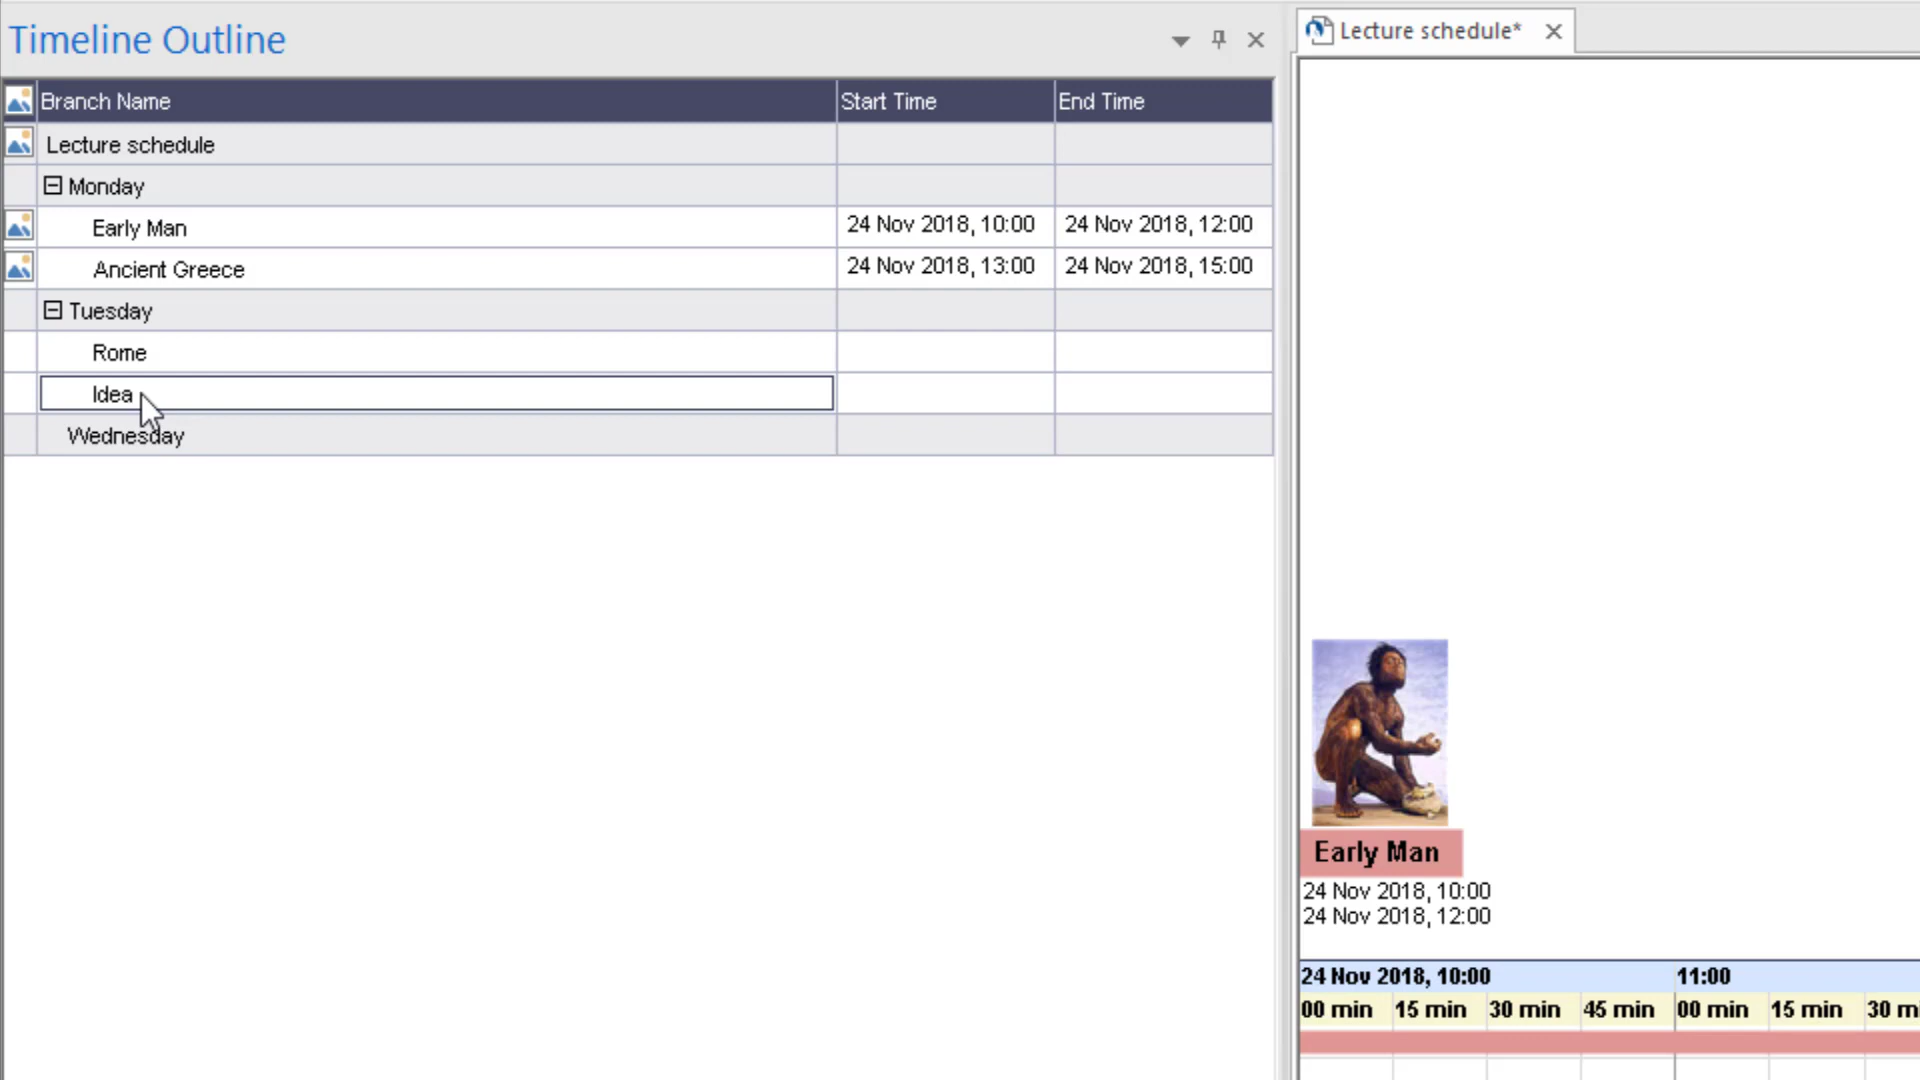 Timeline Outline
Lecture schedule*
Branch Name Start Time End Time
Lecture schedule
Monday
Early Man 24 Nov 2018, 10:00 24 Nov 2018, 12:00
Ancient Greece 24 Nov 2018, 13:00 24 Nov 2018, 15:00
Tuesday
Rome
Idea
Wednesday
Early Man
24 Nov 2018, 10:00
24 Nov 2018, 12:00
24 Nov 2018, 10:00 11:00
00 min 15 min 30 min 45 min 00 min 15 min 30 m